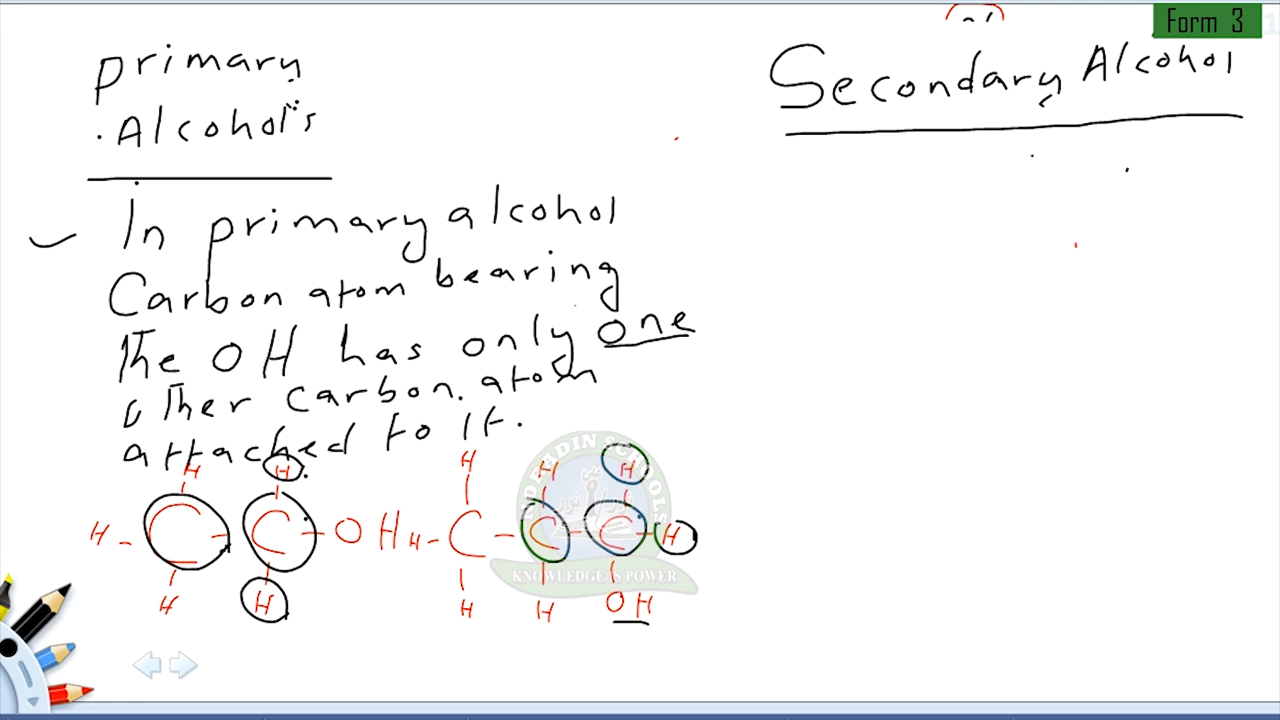 Form 3
primary
Alcohol's
Secondary Alcohol
In primary alcohol
Carbon atom bearing
The OH has only one
other carbon atom
attached to it.
H H H H H
H - C - C - OH H - C - C - C - H
H H H H OH
KNOWLEDGE IS POWER